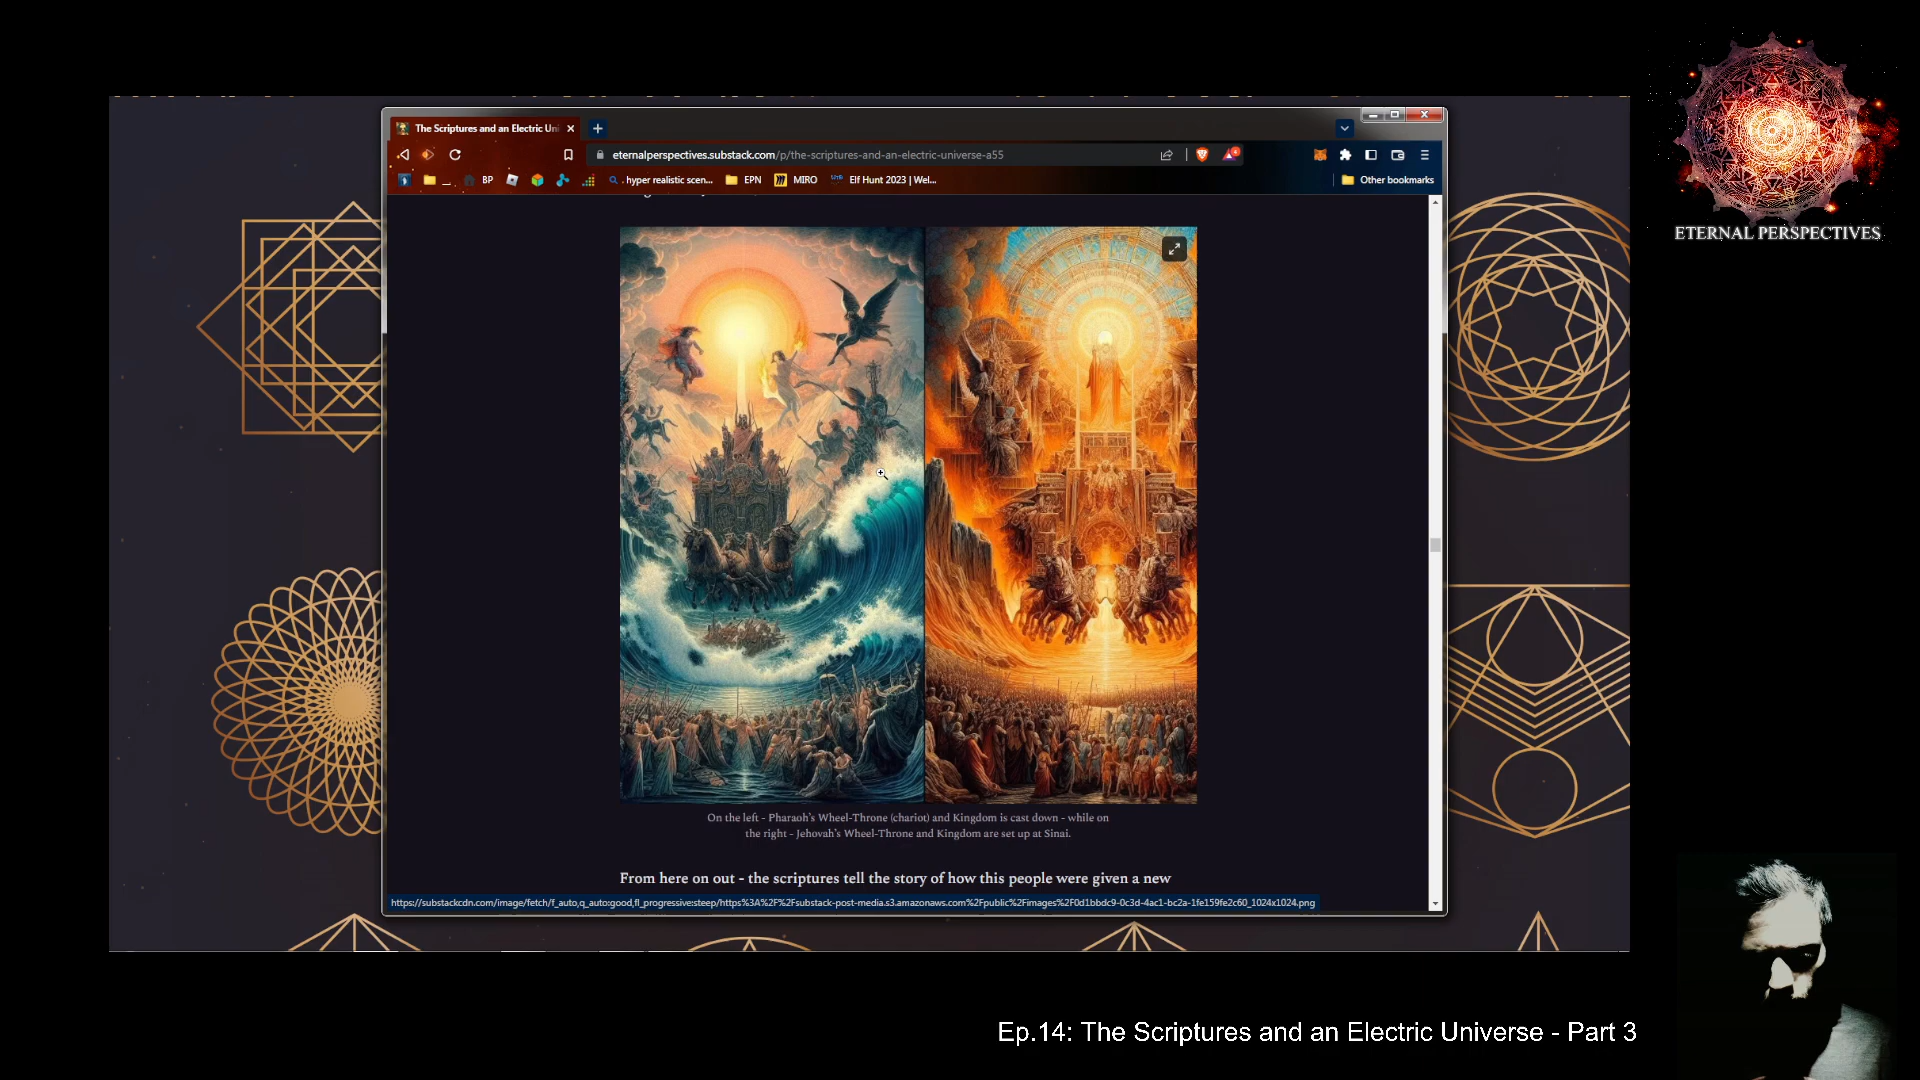 ETERNAL PERSPECTIVES
The Scriptures and an Electric Uni
eternalperspectives.substack.com/p/the-scriptures-and-an-electric-universe-a55
BP
. hyper realistic scen...
EPN
MIRO
Elf Hunt 2023 | Wel...
Other bookmarks
On the left - Pharaoh's Wheel-Throne (chariot) and Kingdom is cast down - while on
the right - Jehovah's Wheel-Throne and Kingdom are set up at Sinai.
From here on out - the scriptures tell the story of how this people were given a new
https://substackcdn.com/image/fetch/f_auto,q_auto:good,fl_progressive:steep/https%3A%2F%2Fsubstack-post-media.s3.amazonaws.com%2Fpublic%2Fimages%2F0d1bbdc9-0c3d-4ac1-bc2a-1fe159fe2c60_1024x1024.png
Ep.14: The Scriptures and an Electric Universe - Part 3